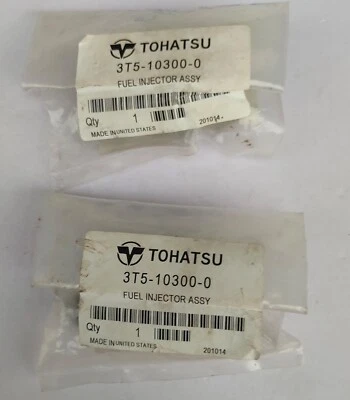 TOHATSU
3T5-10300-0
FUEL INJECTOR ASSY
Qty 1
MADE IN UNITED STATES 201014
TOHATSU
3T5-10300-0
FUEL INJECTOR ASSY
Qty 1
MADE IN UNITED STATES 201014